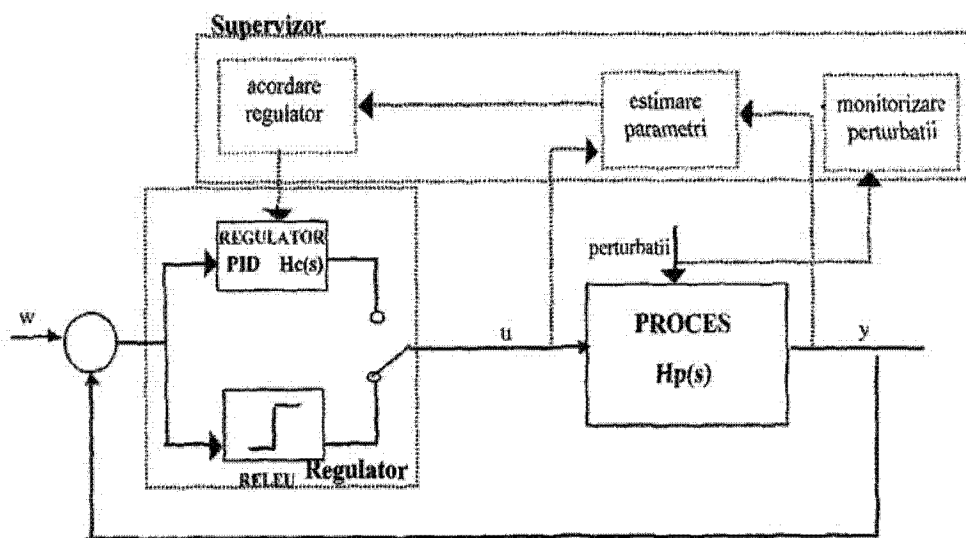 Supervizor
acordare
regulator
estimare
parametri
monitorizare
perturbatii
REGULATOR
PID Hc(s)
perturbatii
w
u
PROCES
Hp(s)
y
RELEU
Regulator